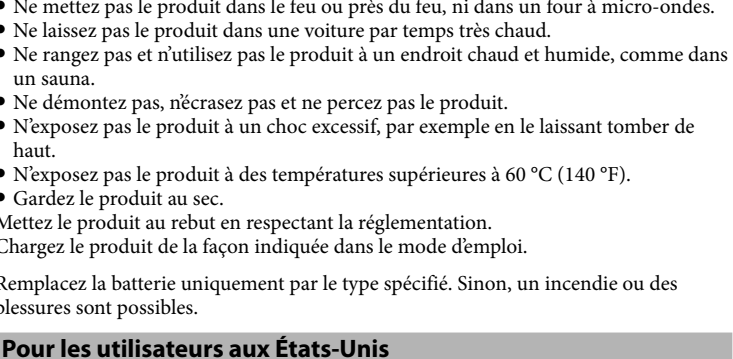 • Ne mettez pas le produit dans le feu ou près du feu, ni dans un four à micro-ondes.
• Ne laissez pas le produit dans une voiture par temps très chaud.
• Ne rangez pas et n'utilisez pas le produit à un endroit chaud et humide, comme dans
un sauna.
• Ne démontez pas, n'écrasez pas et ne percez pas le produit.
• N'exposez pas le produit à un choc excessif, par exemple en le laissant tomber de
haut.
• N'exposez pas le produit à des températures supérieures à 60 °C (140 °F).
• Gardez le produit au sec.
Mettez le produit au rebut en respectant la réglementation.
Chargez le produit de la façon indiquée dans le mode d'emploi.
Remplacez la batterie uniquement par le type spécifié. Sinon, un incendie ou des
blessures sont possibles.
Pour les utilisateurs aux États-Unis